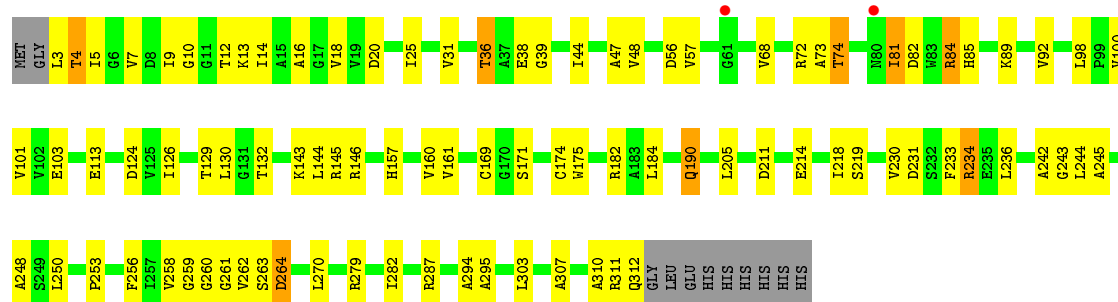 MET GLY L3 T4 I5 G6 V7 D8 I9 G10 G11 T12 K13 I14 A15 A16 G17 V18 V19 D20 I25 V31 T36 A37 E38 G39 I44 A47 V48 D56 V57 G61 V68 R72 A73 T74 N80 I81 D82 W83 R84 H85 K89 V92 L98 P99 V100
V101 V102 E103 E113 D124 V125 I126 T129 L130 G131 T132 K143 L144 R145 R146 H157 V160 V161 C169 G170 S171 C174 W175 R182 A183 L184 Q190 L205 D211 E214 I218 S219 V230 D231 S232 F233 R234 E235 L236 A242 G243 L244 A245
A248 S249 L250 P253 F256 I257 V258 G259 G260 G261 V262 S263 D264 L270 R279 I282 R287 A294 A295 L303 A307 A310 R311 Q312 GLY LEU GLU HIS HIS HIS HIS HIS HIS